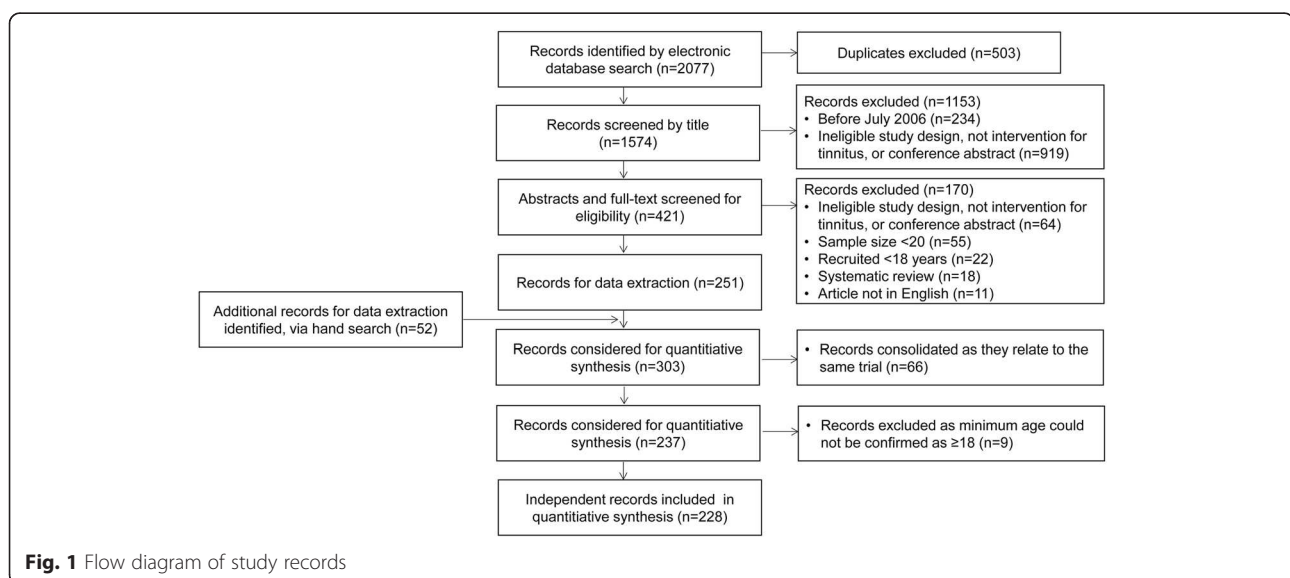 Records identified by electronic
database search (n=2077)
Duplicates excluded (n=503)
Records screened by title
(n=1574)
Records excluded (n=1153)
• Before July 2006 (n=234)
• Ineligible study design, not intervention for
tinnitus, or conference abstract (n=919)
Abstracts and full-text screened for
eligibility (n=421)
Records excluded (n=170)
• Ineligible study design, not intervention for
tinnitus, or conference abstract (n=64)
• Sample size <20 (n=55)
• Recruited <18 years (n=22)
• Systematic review (n=18)
• Article not in English (n=11)
Records for data extraction (n=251)
Additional records for data extraction
identified, via hand search (n=52)
Records considered for quantitative
synthesis (n=303)
• Records consolidated as they relate to the
same trial (n=66)
Records considered for quantitative
synthesis (n=237)
• Records excluded as minimum age could
not be confirmed as ≥18 (n=9)
Independent records included in
quantitative synthesis (n=228)
Fig. 1 Flow diagram of study records